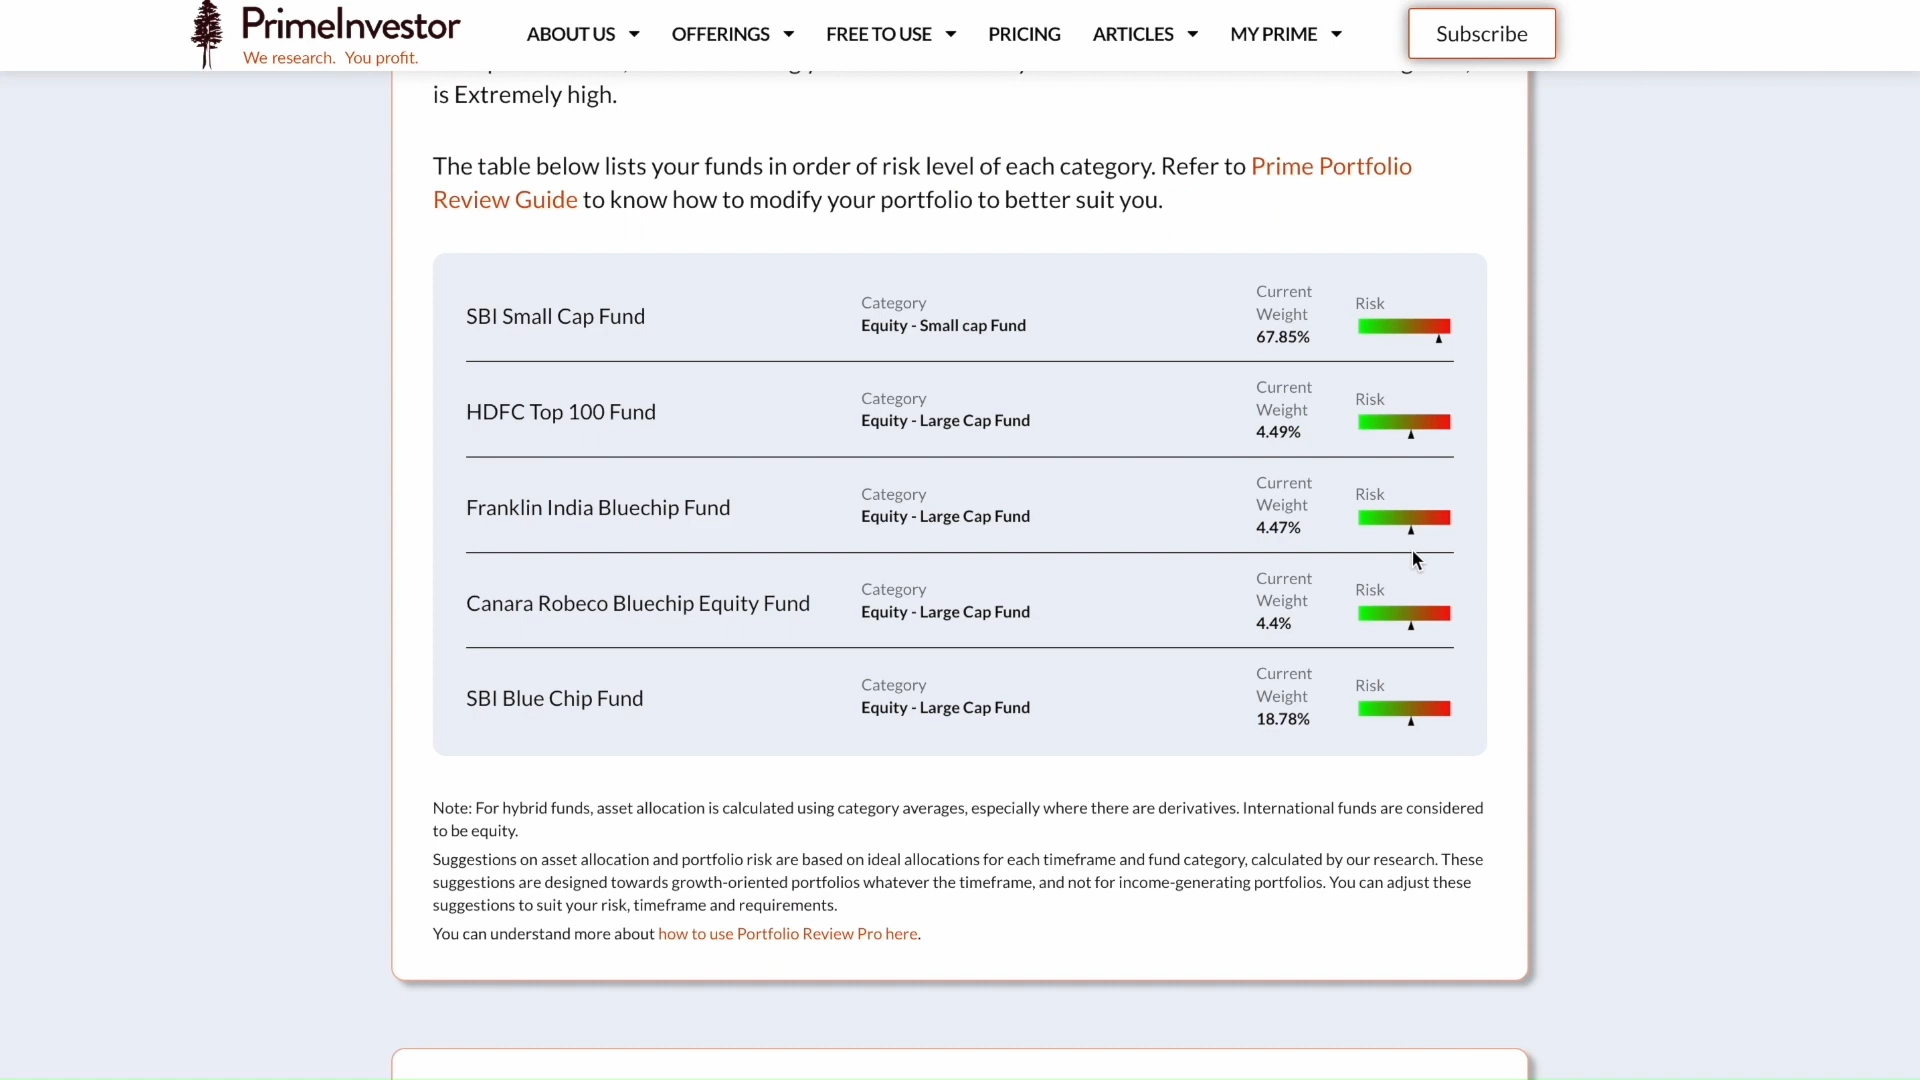 PrimeInvestor
We research. You profit.
ABOUT US
OFFERINGS
FREE TO USE
PRICING
ARTICLES
MY PRIME
Subscribe
is Extremely high.
The table below lists your funds in order of risk level of each category. Refer to Prime Portfolio
Review Guide to know how to modify your portfolio to better suit you.
SBI Small Cap Fund
Category
Equity - Small cap Fund
Current
Weight
67.85%
Risk
HDFC Top 100 Fund
Category
Equity - Large Cap Fund
Current
Weight
4.49%
Risk
Franklin India Bluechip Fund
Category
Equity - Large Cap Fund
Current
Weight
4.47%
Risk
Canara Robeco Bluechip Equity Fund
Category
Equity - Large Cap Fund
Current
Weight
4.4%
Risk
SBI Blue Chip Fund
Category
Equity - Large Cap Fund
Current
Weight
18.78%
Risk
Note: For hybrid funds, asset allocation is calculated using category averages, especially where there are derivatives. International funds are considered
to be equity.
Suggestions on asset allocation and portfolio risk are based on ideal allocations for each timeframe and fund category, calculated by our research. These
suggestions are designed towards growth-oriented portfolios whatever the timeframe, and not for income-generating portfolios. You can adjust these
suggestions to suit your risk, timeframe and requirements.
You can understand more about how to use Portfolio Review Pro here.